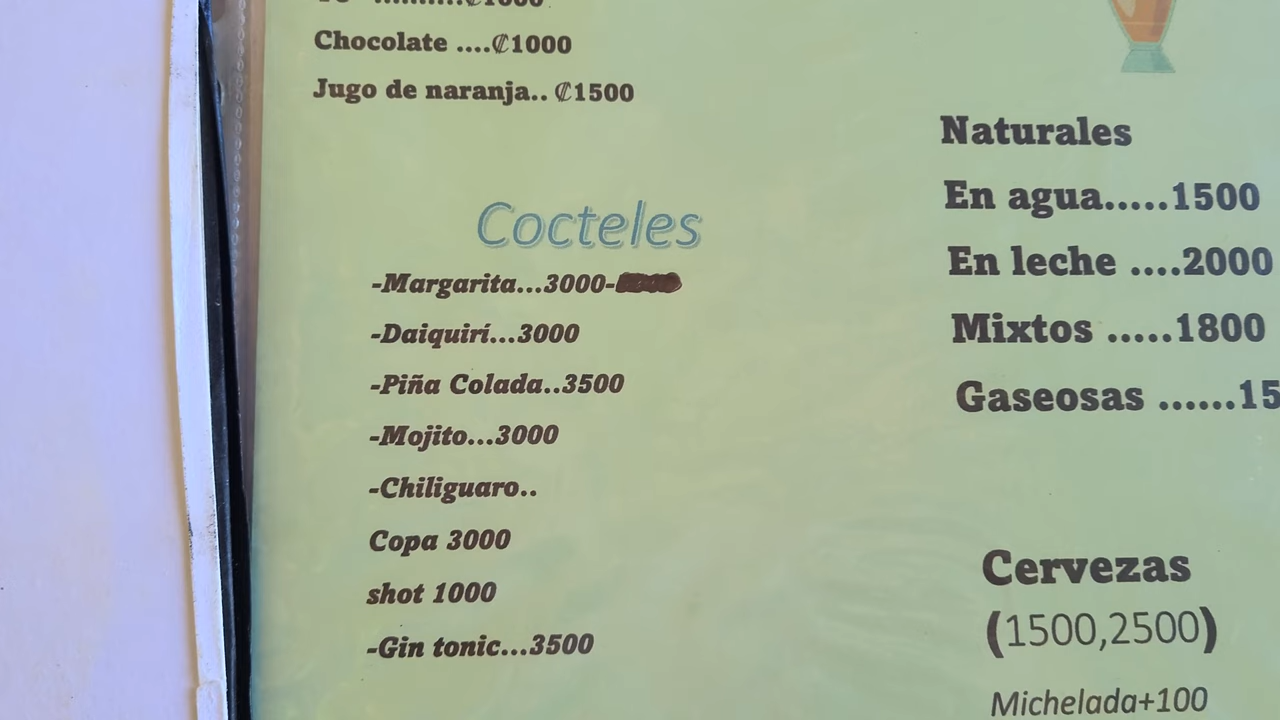 Chocolate ....₡1000
Jugo de naranja.. ₡1500
Cocteles
-Margarita...3000-
-Daiquirí...3000
-Piña Colada..3500
-Mojito...3000
-Chiliguaro..
Copa 3000
shot 1000
-Gin tonic...3500
Naturales
En agua.....1500
En leche ....2000
Mixtos .....1800
Gaseosas ......15
Cervezas
(1500,2500)
Michelada+100